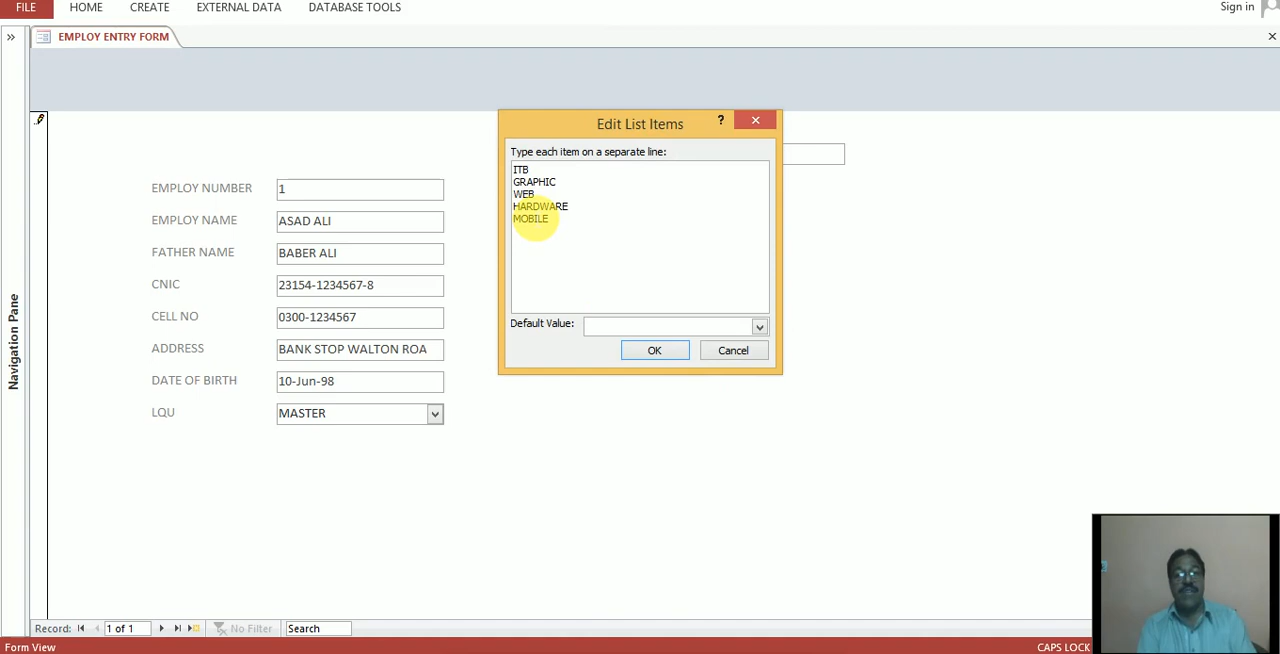 FILE HOME CREATE EXTERNAL DATA DATABASE TOOLS Sign in
EMPLOY ENTRY FORM
Edit List Items ?
Type each item on a separate line:
ITB
GRAPHIC
WEB
HARDWARE
MOBILE
Default Value:
OK Cancel
EMPLOY NUMBER 1
EMPLOY NAME ASAD ALI
FATHER NAME BABER ALI
CNIC 23154-1234567-8
CELL NO 0300-1234567
ADDRESS BANK STOP WALTON ROA
DATE OF BIRTH 10-Jun-98
LQU MASTER
Navigation Pane
Record: 1 of 1 No Filter Search
Form View CAPS LOCK